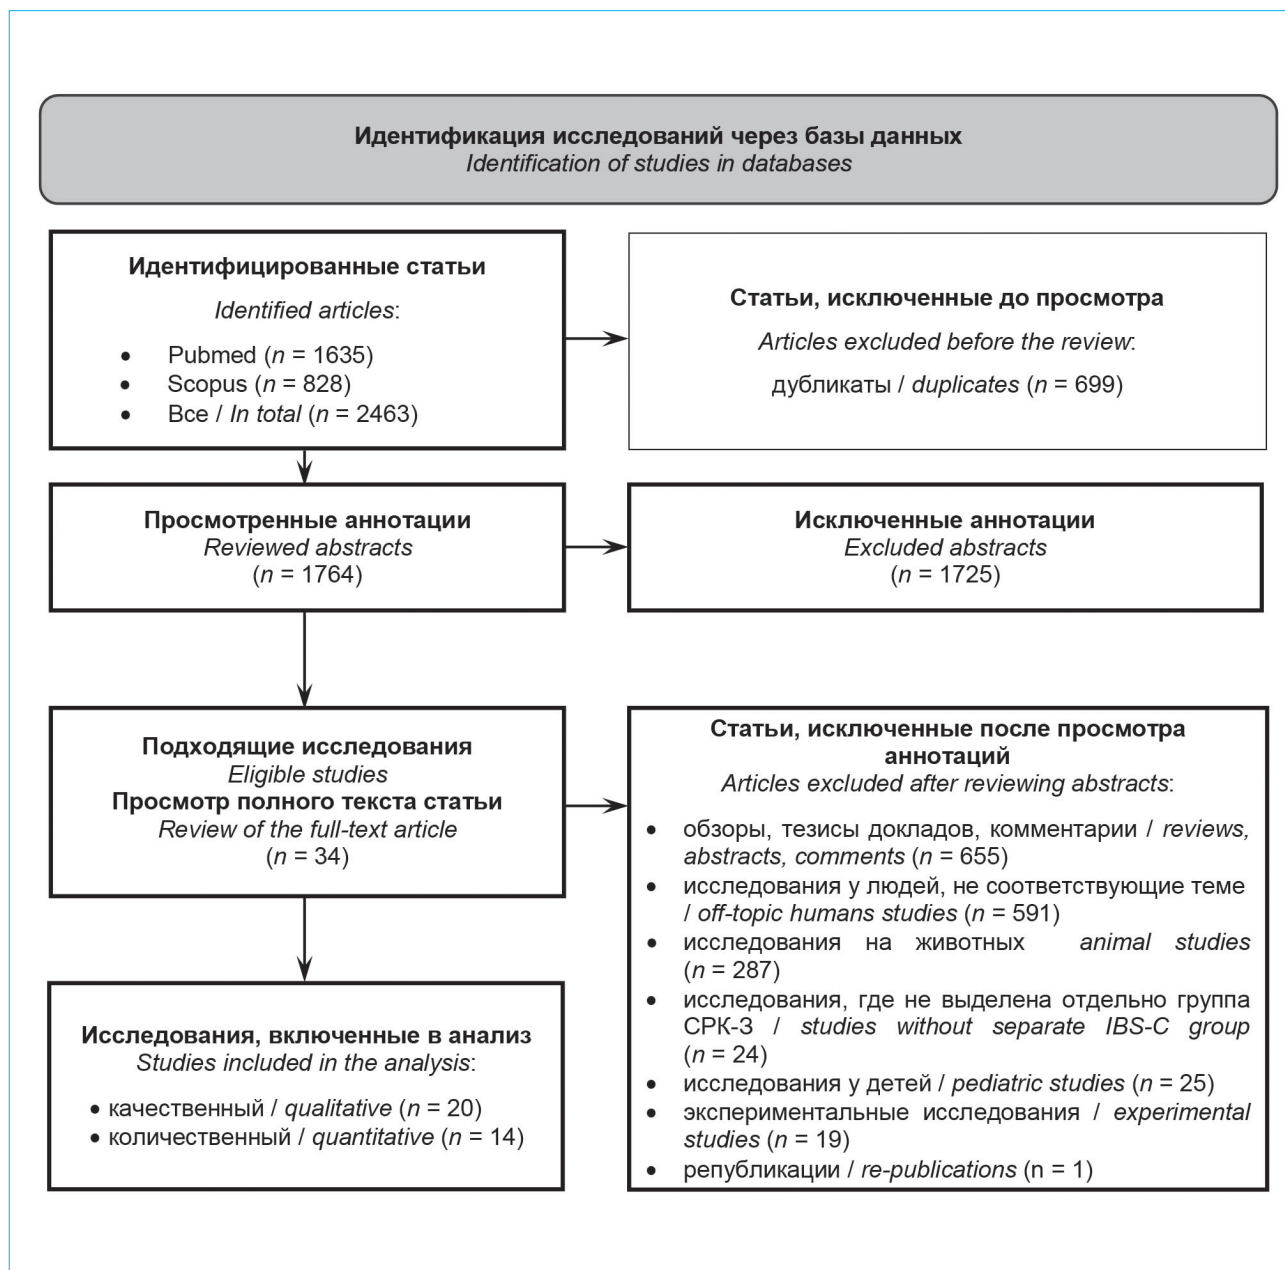 Идентификация исследований через базы данных
Identification of studies in databases
Идентифицированные статьи
Identified articles:
• Pubmed (n = 1635)
• Scopus (n = 828)
• Все / In total (n = 2463)
Статьи, исключенные до просмотра
Articles excluded before the review:
дубликаты / duplicates (n = 699)
Просмотренные аннотации
Reviewed abstracts
(n = 1764)
Исключенные аннотации
Excluded abstracts
(n = 1725)
Подходящие исследования
Eligible studies
Просмотр полного текста статьи
Review of the full-text article
(n = 34)
Статьи, исключенные после просмотра
аннотаций
Articles excluded after reviewing abstracts:
• обзоры, тезисы докладов, комментарии / reviews,
abstracts, comments (n = 655)
• исследования у людей, не соответствующие теме
/ off-topic humans studies (n = 591)
• исследования на животных animal studies
(n = 287)
• исследования, где не выделена отдельно группа
СРК-З / studies without separate IBS-C group
(n = 24)
• исследования у детей / pediatric studies (n = 25)
• экспериментальные исследования / experimental
studies (n = 19)
• републикации / re-publications (n = 1)
Исследования, включенные в анализ
Studies included in the analysis:
• качественный / qualitative (n = 20)
• количественный / quantitative (n = 14)